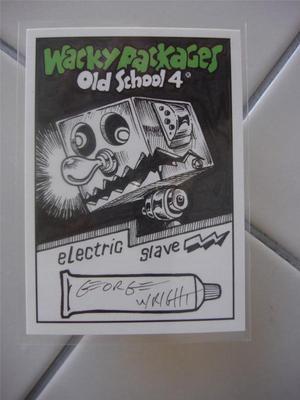 Wacky Packages
Old School 4®
electric slave
GEORGE
WRIGHT